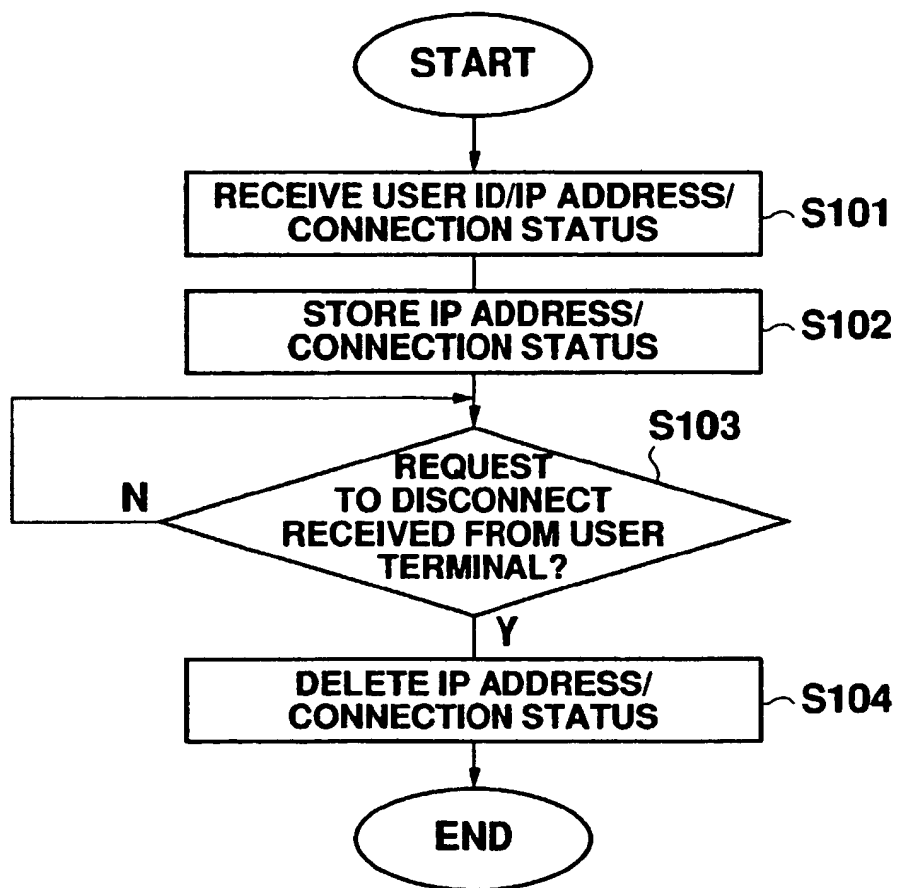 START
RECEIVE USER ID/IP ADDRESS/
CONNECTION STATUS
S101
STORE IP ADDRESS/
CONNECTION STATUS
S102
S103
REQUEST
TO DISCONNECT
RECEIVED FROM USER
TERMINAL?
N
Y
DELETE IP ADDRESS/
CONNECTION STATUS
S104
END